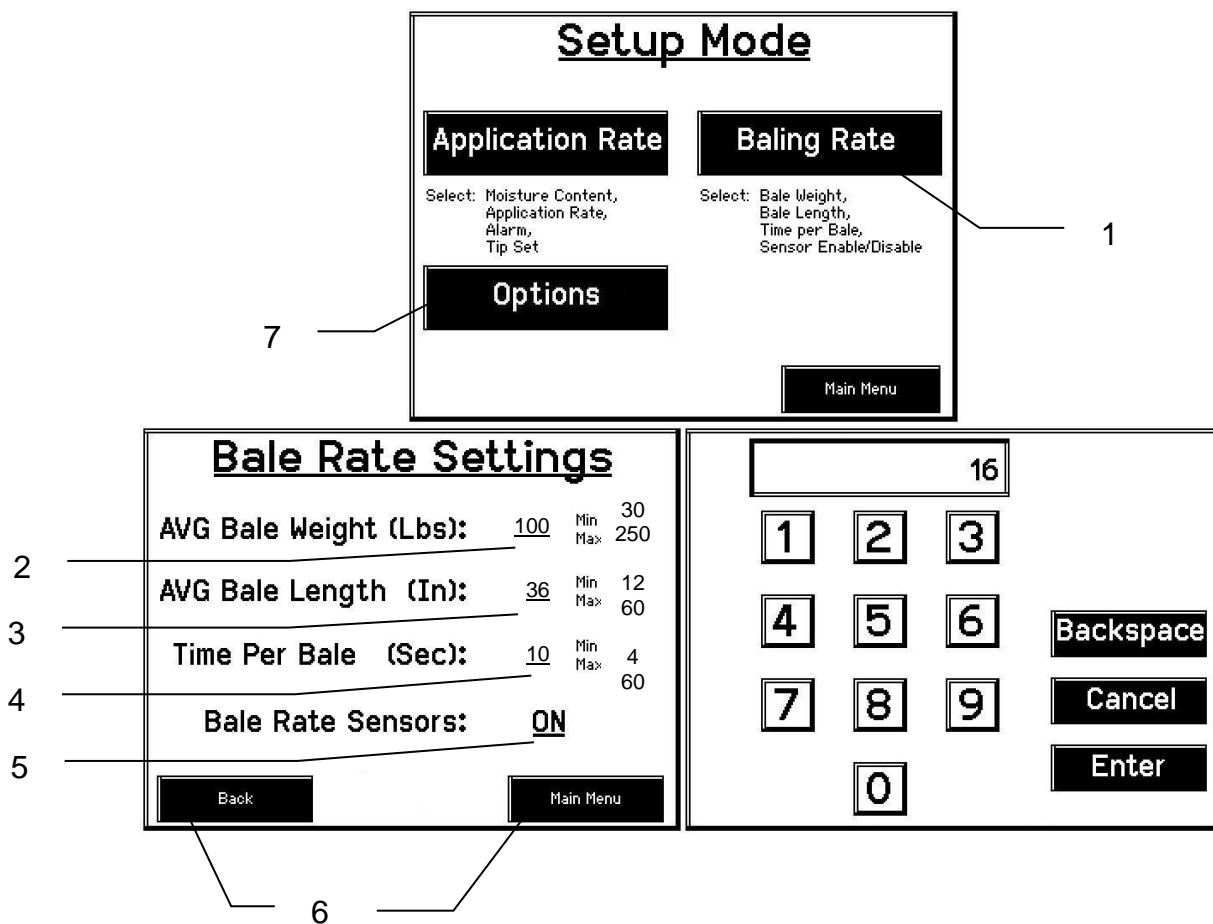 Setup Mode
Application Rate
Baling Rate
Select: Moisture Content,
Application Rate,
Alarm,
Tip Set
Select: Bale Weight,
Bale Length,
Time per Bale,
Sensor Enable/Disable
1
Options
7
Main Menu
Bale Rate Settings
AVG Bale Weight (Lbs): 100 Min 30
Max 250
2
AVG Bale Length (In): 36 Min 12
Max 60
3
Time Per Bale (Sec): 10 Min 4
Max 60
4
Bale Rate Sensors: ON
5
Back
Main Menu
6
16
1 2 3
4 5 6
Backspace
7 8 9
Cancel
Enter
0